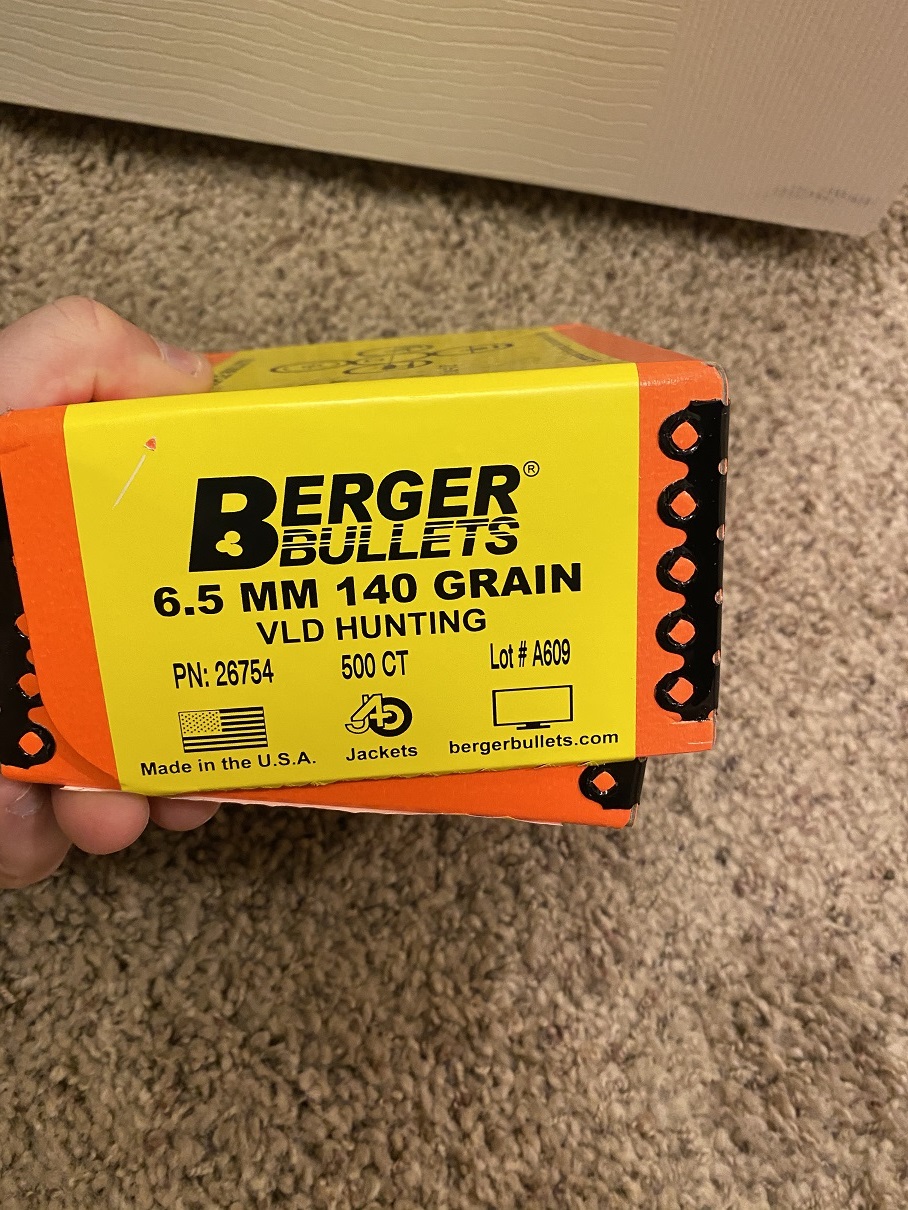 BERGER®
BULLETS
6.5 MM 140 GRAIN
VLD HUNTING
PN: 26754 500 CT Lot # A609
Made in the U.S.A. J4 Jackets bergerbullets.com